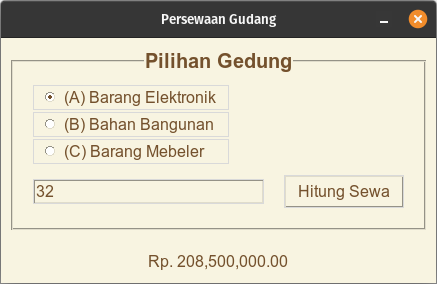 Persewaan Gudang
Pilihan Gedung
(A) Barang Elektronik
(B) Bahan Bangunan
(C) Barang Mebeler
32
Hitung Sewa
Rp. 208,500,000.00